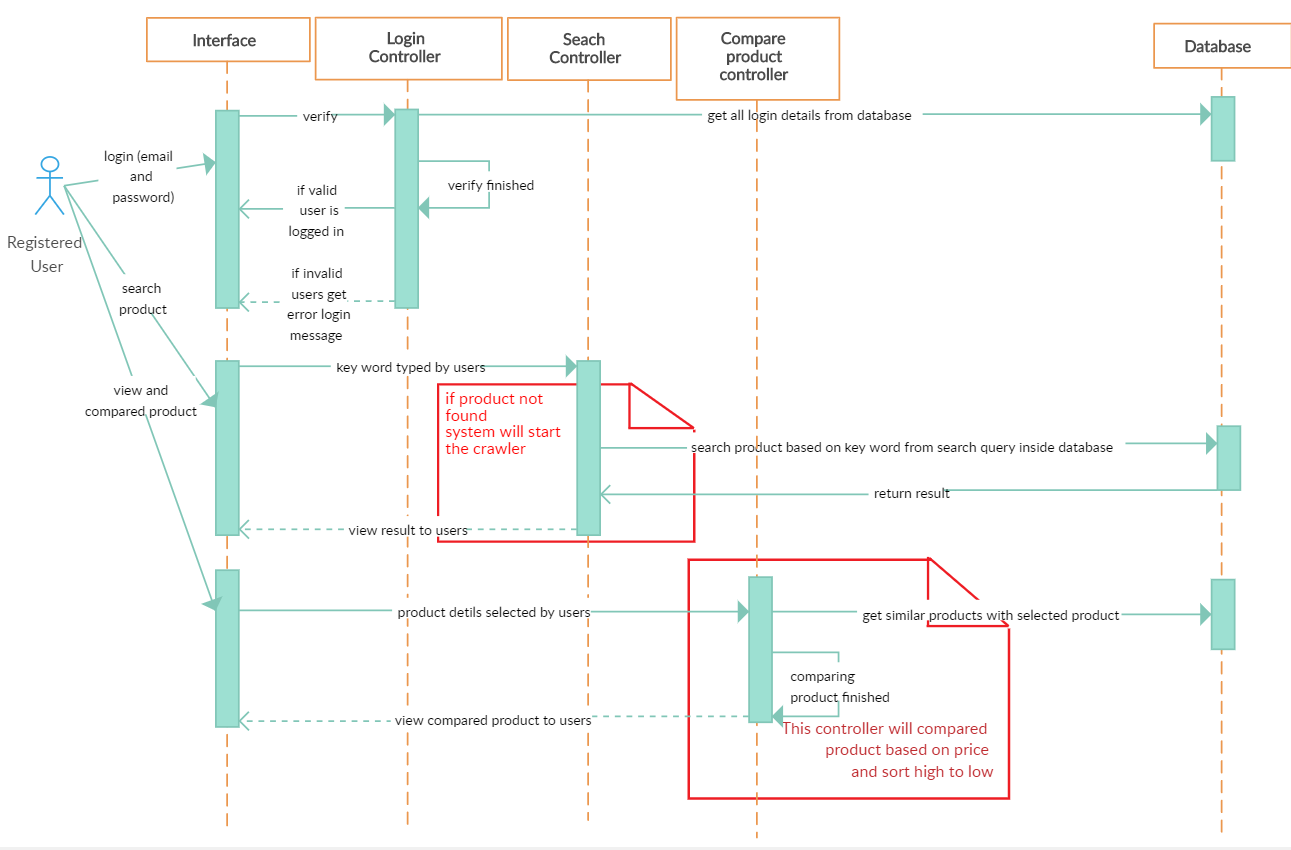 Interface
Login
Controller
Seach
Controller
Compare
product
controller
Database
verify
get all login details from database
login (email
and
password)
verify finished
if valid
user is
logged in
Registered
User
if invalid
users get
error login
message
search
product
key word typed by users
view and
compared product
if product not
found
system will start
the crawler
search product based on key word from search query inside database
return result
view result to users
product detils selected by users
get similar products with selected product
comparing
product finished
view compared product to users
This controller will compared
product based on price
and sort high to low